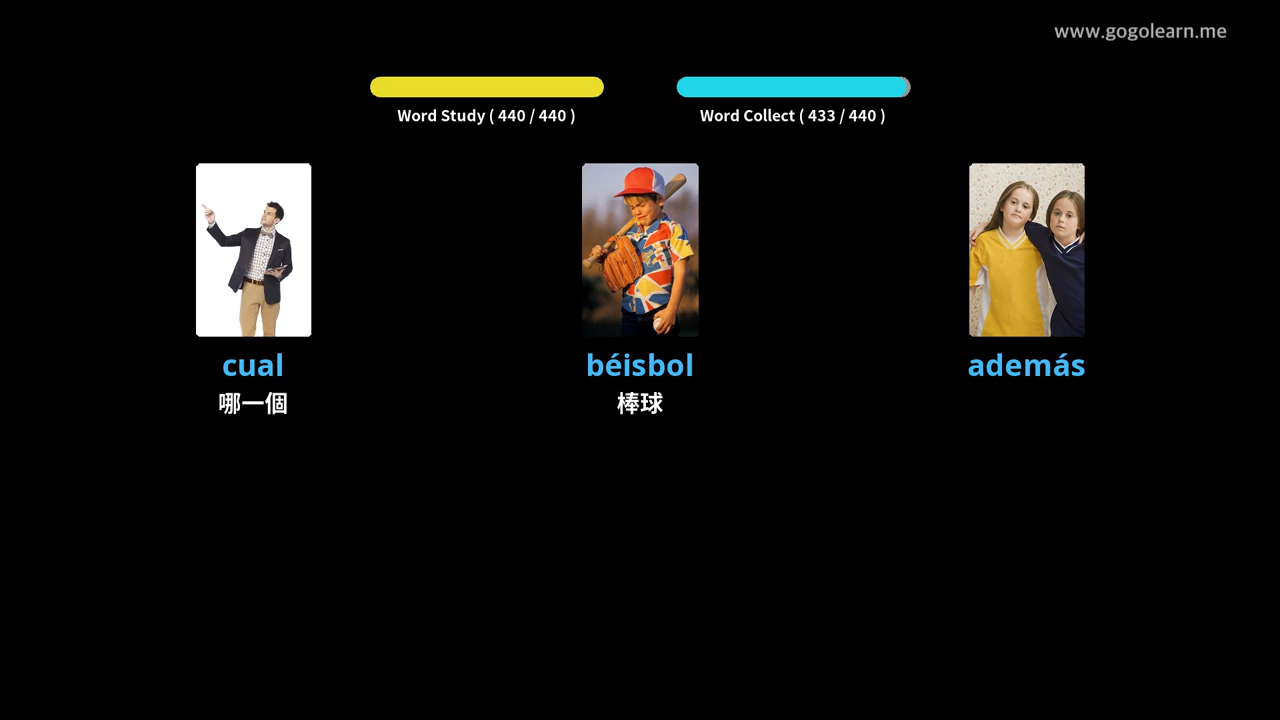 www.gogolearn.me
Word Study ( 440 / 440 )
Word Collect ( 433 / 440 )
cual
哪一個
béisbol
棒球
además